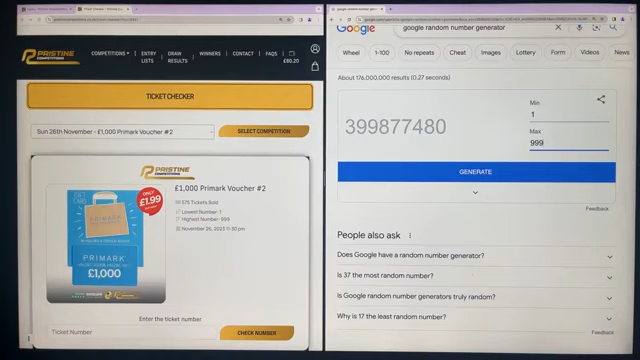 PRISTINE
COMPETITIONS
COMPETITIONS
ENTRY
LISTS
DRAW
RESULTS
WINNERS
CONTACT
FAQS
£80.20
TICKET CHECKER
Sun 26th November - £1,000 Primark Voucher #2
SELECT COMPETITION
PRISTINE
COMPETITIONS
GIFT
CARD
PRIMARK
ONLY
£1.99
PRIMARK
£1,000
£1,000 Primark Voucher #2
575 Tickets Sold
Lowest Number: 1
Highest Number: 999
November 26, 2023 11:30 pm
Enter the ticket number
Ticket Number
CHECK NUMBER
Google
google random number generator
Wheel
1-100
No repeats
Cheat
Images
Lottery
Form
Videos
News
About 176,000,000 results (0.27 seconds)
399877480
Min
1
Max
999
GENERATE
Feedback
People also ask
Does Google have a random number generator?
Is 37 the most random number?
Is Google random number generators truly random?
Why is 17 the least random number?
Feedback